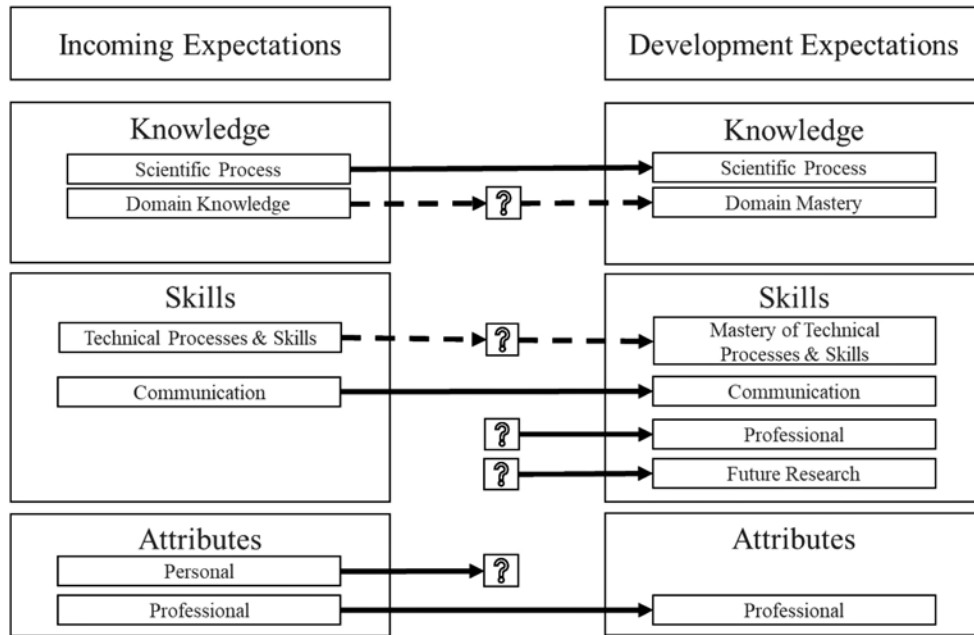 Incoming Expectations
Development Expectations
Knowledge
Knowledge
Scientific Process
Scientific Process
Domain Knowledge
?
Domain Mastery
Skills
Skills
Technical Processes & Skills
?
Mastery of Technical
Processes & Skills
Communication
Communication
?
Professional
?
Future Research
Attributes
Attributes
Personal
?
Professional
Professional